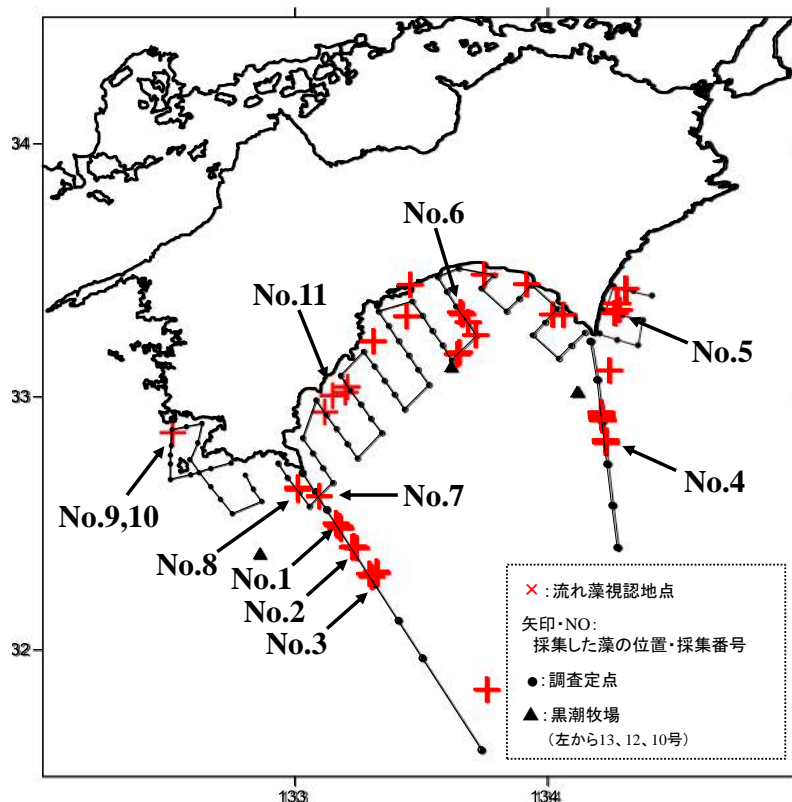 34
No.6
No.11
No.5
33
No.4
No.9,10
No.7
No.8
No.1
No.2
No.3
32
×:流れ藻視認地点
矢印・NO:
採集した藻の位置・採集番号
●:調査定点
▲:黒潮牧場
(左から13、12、10号)
133
134